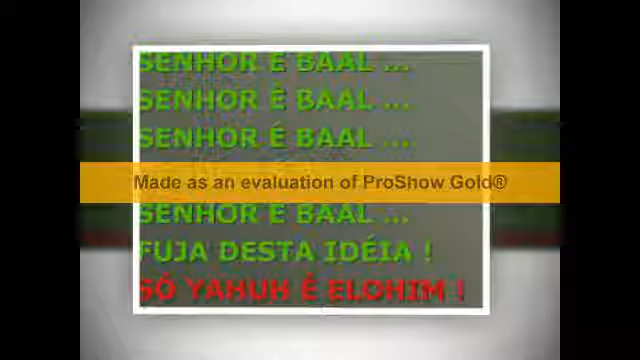 SENHOR É BAAL ...
SENHOR É BAAL ...
SENHOR É BAAL ...
Made as an evaluation of ProShow Gold®
SENHOR É BAAL ...
FUJA DESTA IDÉIA !
SÓ YAHUH É ELOHIM !